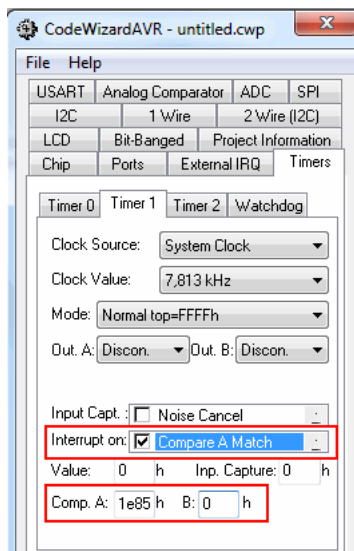 CodeWizardAVR - untitled.cwp
File Help
USART Analog Comparator ADC SPI
I2C 1 Wire 2 Wire (I2C)
LCD Bit-Banged Project Information
Chip Ports External IRQ Timers
Timer 0 Timer 1 Timer 2 Watchdog
Clock Source: System Clock
Clock Value: 7,813 kHz
Mode: Normal top=FFFFh
Out. A: Discon. Out. B: Discon.
Input Capt. : Noise Cancel
Interrupt on: Compare A Match
Value: 0 h Inp. Capture: 0 h
Comp. A: 1e85 h B: 0 h